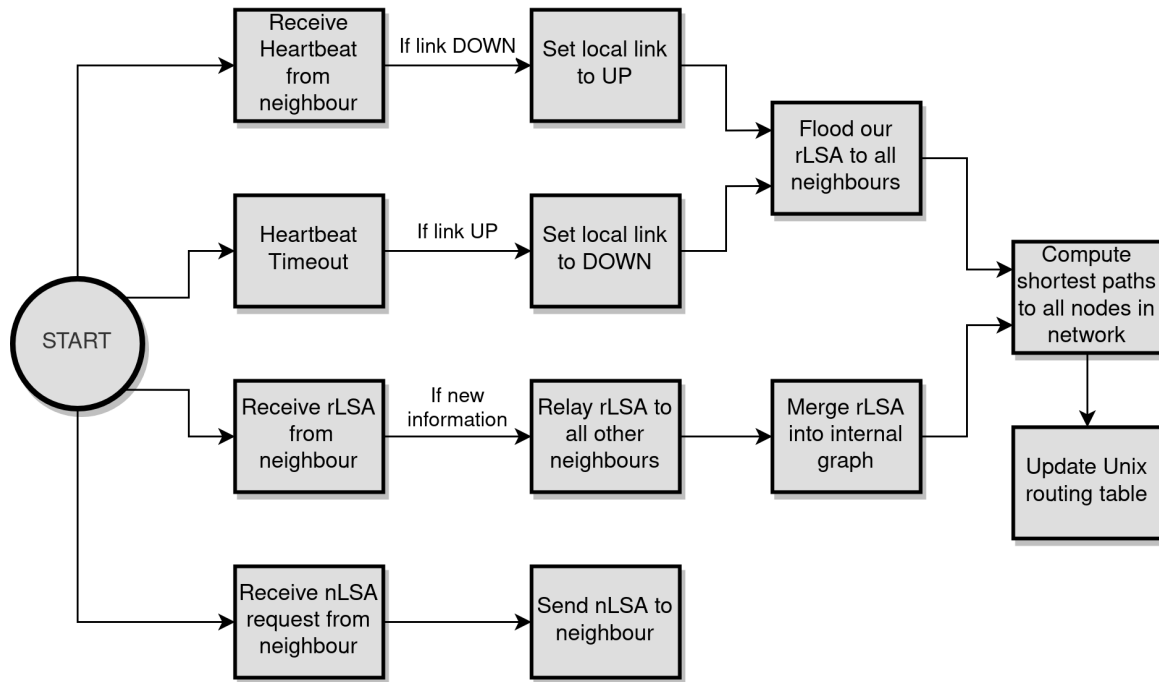 Receive
Heartbeat
from
neighbour
If link DOWN
Set local link
to UP
Flood our
rLSA to all
neighbours
Heartbeat
Timeout
If link UP
Set local link
to DOWN
Compute
shortest paths
to all nodes in
network
START
Receive rLSA
from
neighbour
If new
information
Relay rLSA to
all other
neighbours
Merge rLSA
into internal
graph
Update Unix
routing table
Receive nLSA
request from
neighbour
Send nLSA to
neighbour